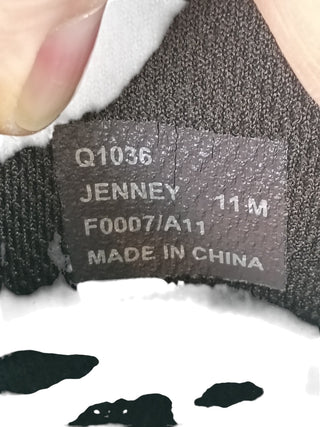 Q1036
JENNEY 11 M
F0007/A11
MADE IN CHINA